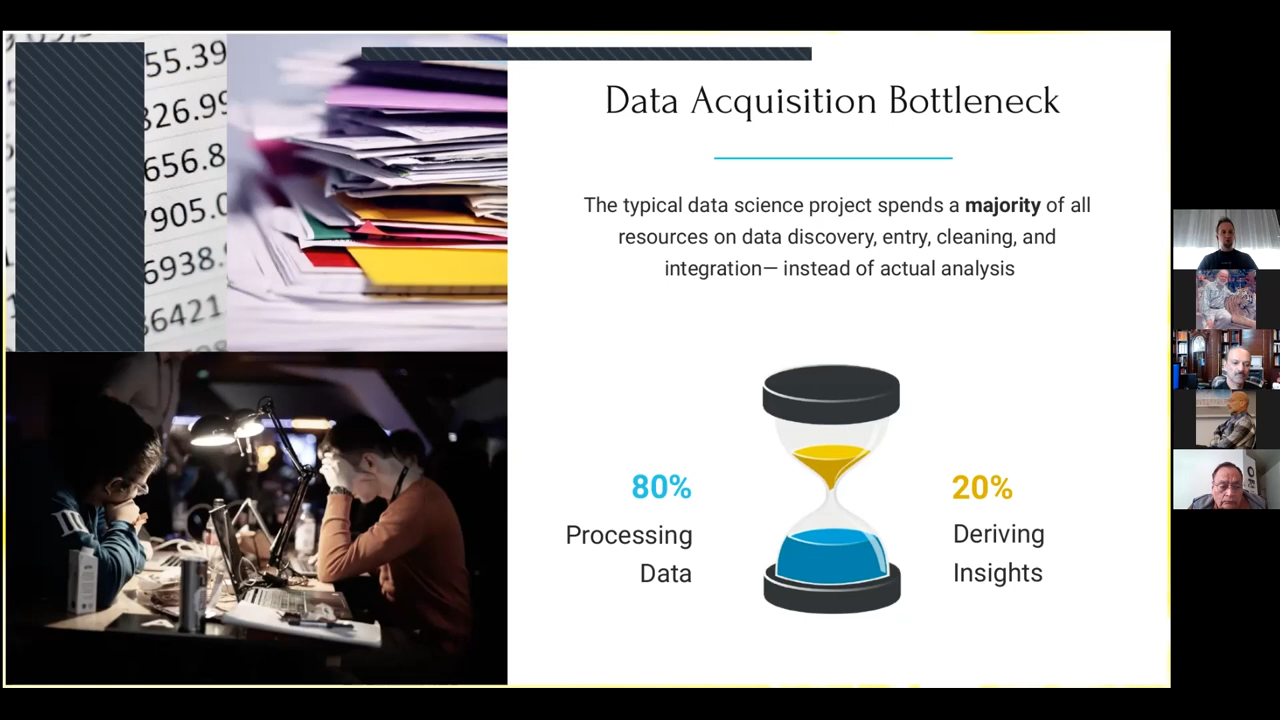 55.39
326.99
656.8
7905.0
6938.
36421
Data Acquisition Bottleneck
The typical data science project spends a majority of all
resources on data discovery, entry, cleaning, and
integration— instead of actual analysis
80%
Processing
Data
20%
Deriving
Insights